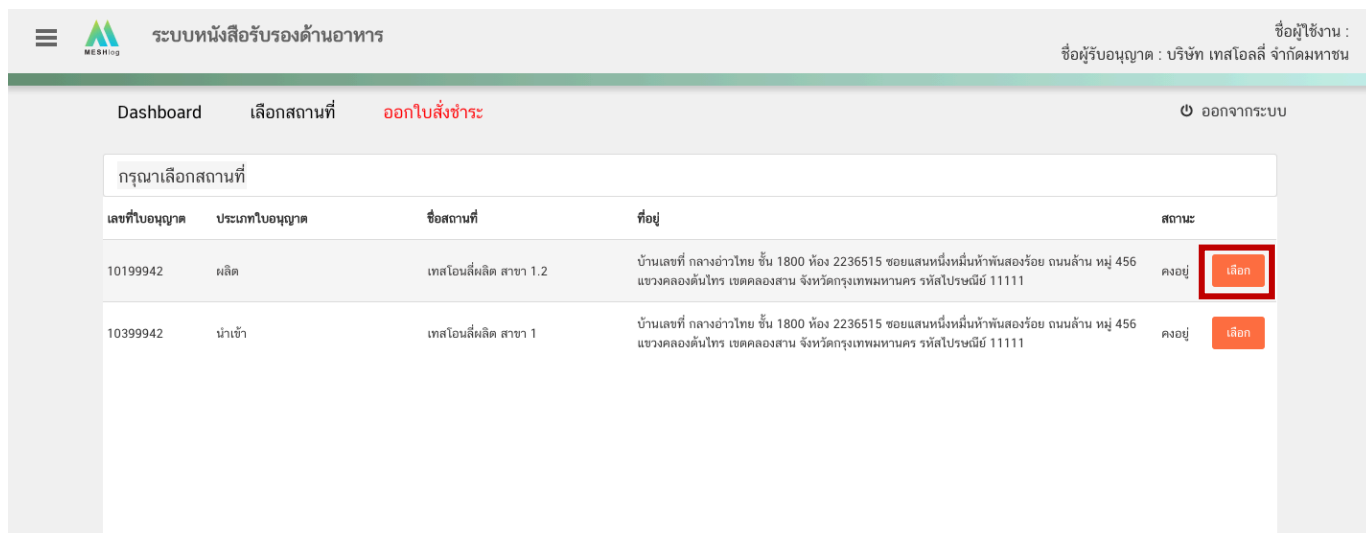 ระบบหนังสือรับรองด้านอาหาร
MESHlog
ชื่อผู้ใช้งาน :
ชื่อผู้รับอนุญาต : บริษัท เทสโอลลี่ จำกัดมหาชน
Dashboard เลือกสถานที่ ออกใบสั่งชำระ ออกจากระบบ
กรุณาเลือกสถานที่
เลขที่ใบอนุญาต ประเภทใบอนุญาต ชื่อสถานที่ ที่อยู่ สถานะ
10199942 ผลิต เทสโอนลี่ผลิต สาขา 1.2 บ้านเลขที่ กลางอ่าวไทย ชั้น 1800 ห้อง 2236515 ซอยแสนหนึ่งหมื่นห้าพันสองร้อย ถนนล้าน หมู่ 456
แขวงคลองต้นไทร เขตคลองสาน จังหวัดกรุงเทพมหานคร รหัสไปรษณีย์ 11111 คงอยู่ เลือก
10399942 นำเข้า เทสโอนลี่ผลิต สาขา 1 บ้านเลขที่ กลางอ่าวไทย ชั้น 1800 ห้อง 2236515 ซอยแสนหนึ่งหมื่นห้าพันสองร้อย ถนนล้าน หมู่ 456
แขวงคลองต้นไทร เขตคลองสาน จังหวัดกรุงเทพมหานคร รหัสไปรษณีย์ 11111 คงอยู่ เลือก